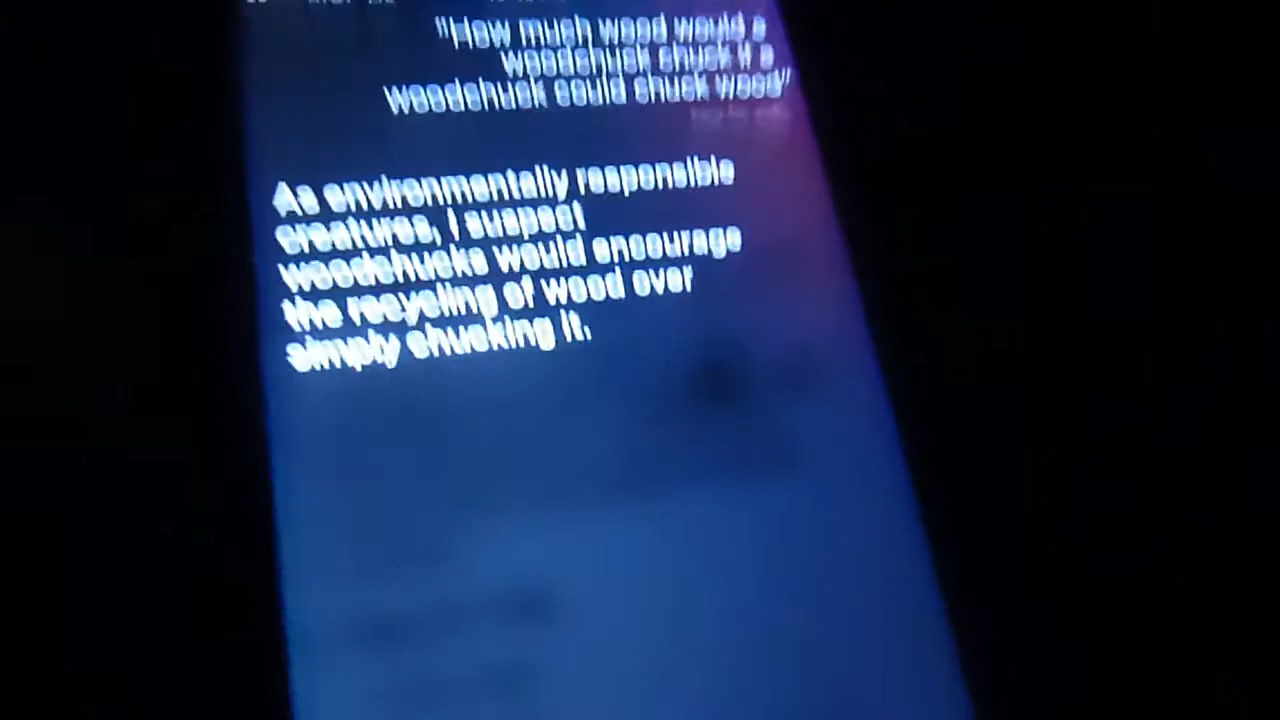 "How much wood would a
woodchuck chuck if a
woodchuck could chuck wood"
As environmentally responsible
creatures, I suspect
woodchucks would encourage
the recycling of wood over
simply chucking it.